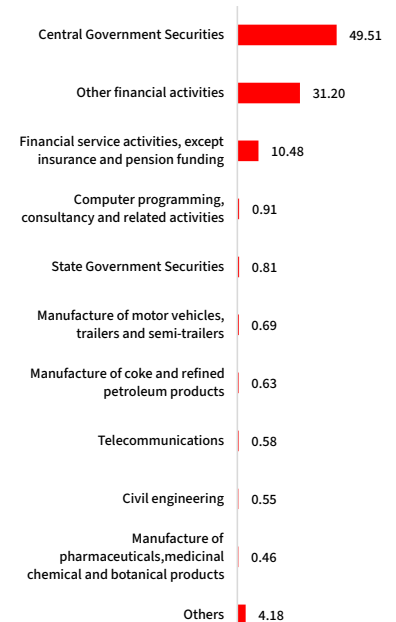 Central Government Securities 49.51
Other financial activities 31.20
Financial service activities, except
insurance and pension funding 10.48
Computer programming,
consultancy and related activities 0.91
State Government Securities 0.81
Manufacture of motor vehicles,
trailers and semi-trailers 0.69
Manufacture of coke and refined
petroleum products 0.63
Telecommunications 0.58
Civil engineering 0.55
Manufacture of
pharmaceuticals,medicinal 0.46
chemical and botanical products
Others 4.18